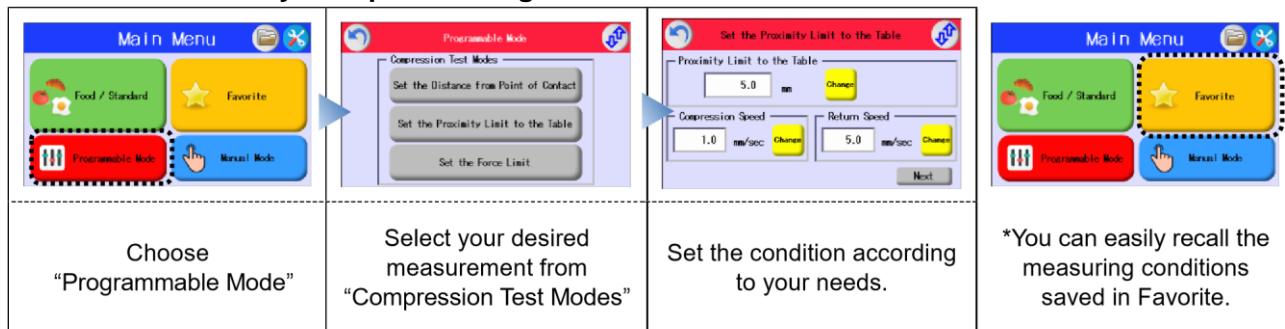 Main Menu
Food / Standard
Favorite
Programmable Mode
Manual Mode
Programmable Mode
Compression Test Modes
Set the Distance from Point of Contact
Set the Proximity Limit to the Table
Set the Force Limit
Set the Proximity Limit to the Table
Proximity Limit to the Table
5.0 mm Change
Compression Speed
1.0 mm/sec Change
Return Speed
5.0 mm/sec Change
Next
Main Menu
Food / Standard
Favorite
Programmable Mode
Manual Mode
Choose
“Programmable Mode”
Select your desired
measurement from
“Compression Test Modes”
Set the condition according
to your needs.
*You can easily recall the
measuring conditions
saved in Favorite.